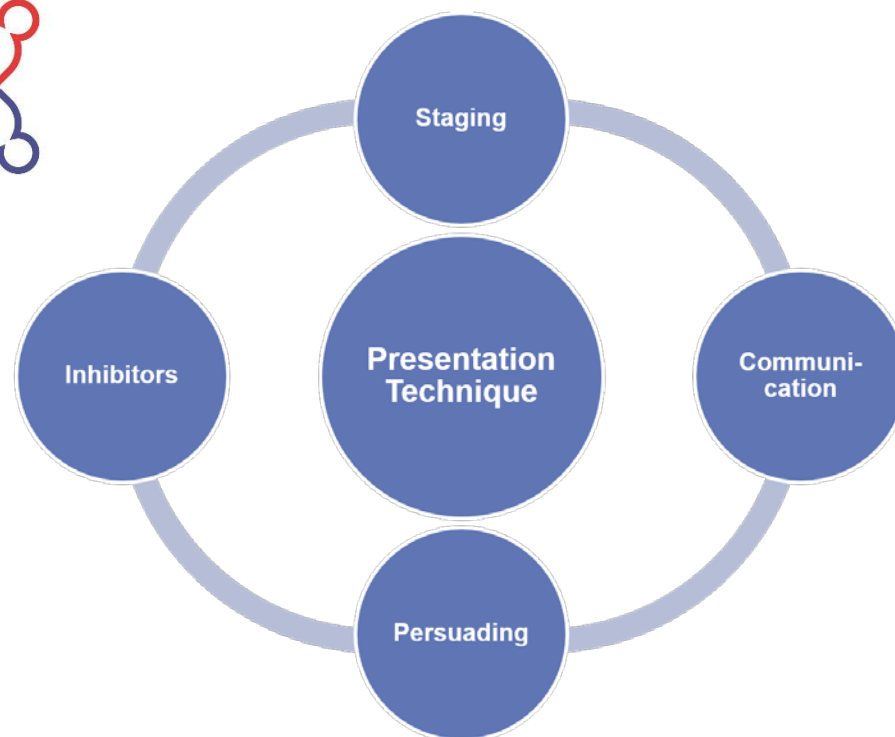 Staging
Inhibitors
Presentation
Technique
Communi-
cation
Persuading